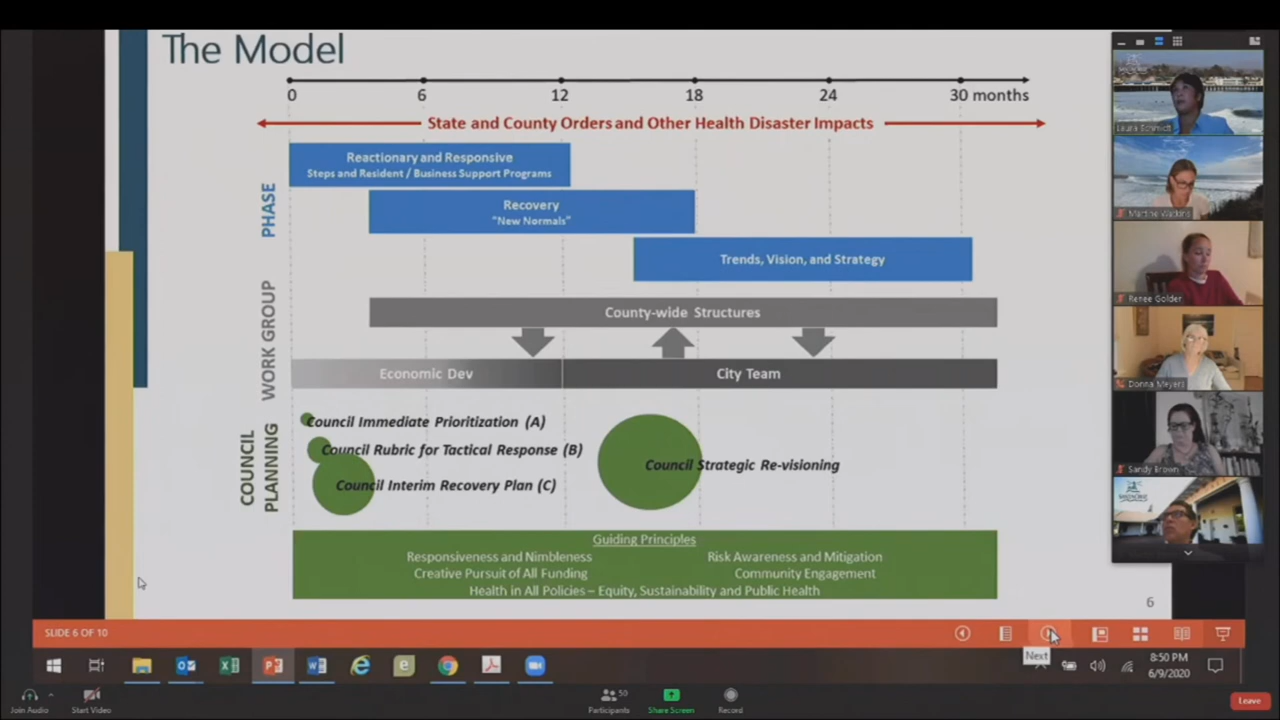 The Model
0 6 12 18 24 30 months
State and County Orders and Other Health Disaster Impacts
PHASE
Reactionary and Responsive
Steps and Resident / Business Support Programs
Recovery
"New Normals"
Trends, Vision, and Strategy
WORK GROUP
County-wide Structures
Economic Dev
City Team
COUNCIL
PLANNING
Council Immediate Prioritization (A)
Council Rubric for Tactical Response (B)
Council Interim Recovery Plan (C)
Council Strategic Re-visioning
Guiding Principles
Responsiveness and Nimbleness
Risk Awareness and Mitigation
Creative Pursuit of All Funding
Community Engagement
Health in All Policies – Equity, Sustainability and Public Health
6
Laura Schmidt
Martine Watkins
Renee Golder
Donna Meyers
Sandy Brown
SLIDE 6 OF 10
Next
8:50 PM
6/9/2020
Join Audio
Start Video
50
Participants
Share Screen
Record
Leave